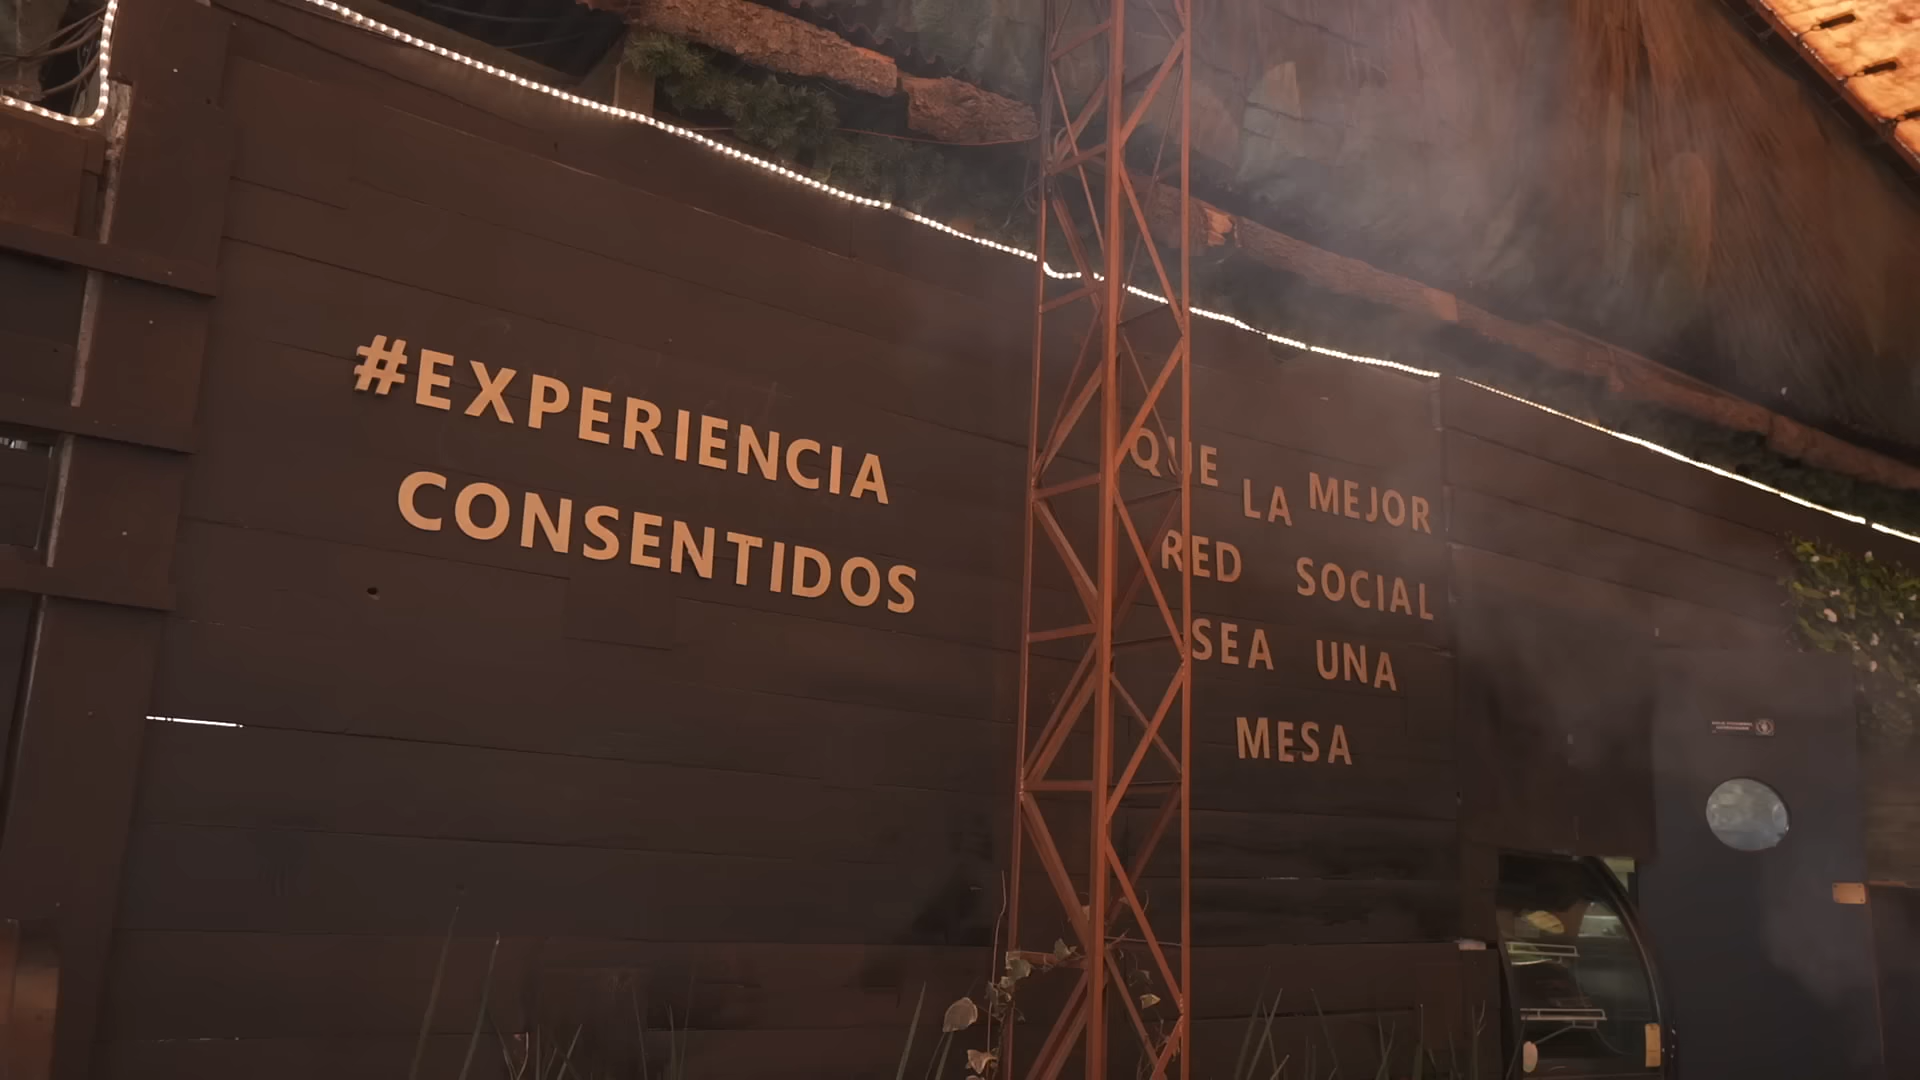 #EXPERIENCIA
CONSENTIDOS
QUE LA MEJOR
RED SOCIAL
SEA UNA
MESA